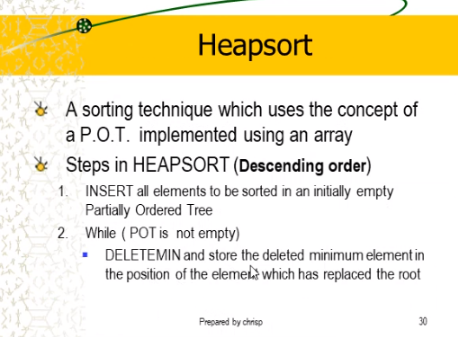 Heapsort
A sorting technique which uses the concept of
a P.O.T. implemented using an array
Steps in HEAPSORT (Descending order)
1. INSERT all elements to be sorted in an initially empty
Partially Ordered Tree
2. While ( POT is not empty)
DELETEMIN and store the deleted minimum element in
the position of the element which has replaced the root
Prepared by chrisp
30